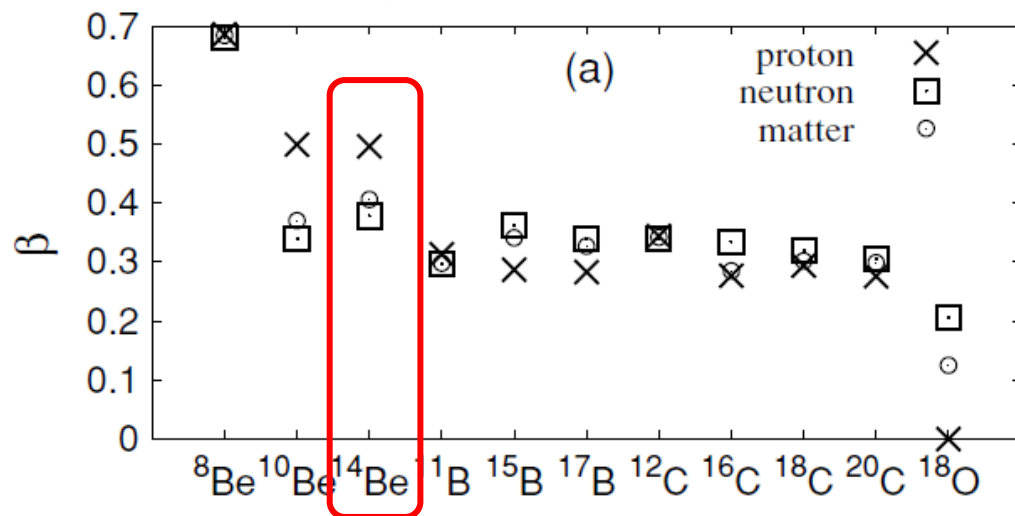 0.7
0.6
0.5
0.4
0.3
0.2
0.1
0
β
(a)
proton
neutron
matter
⁸Be ¹⁰Be ¹⁴Be ¹¹B ¹⁵B ¹⁷B ¹²C ¹⁶C ¹⁸C ²⁰C ¹⁸O